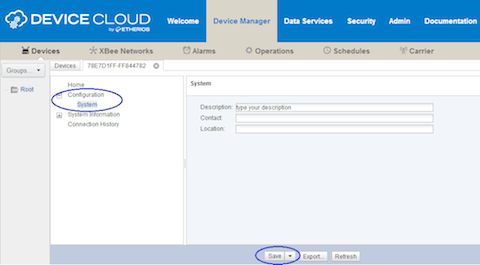 DEVICE CLOUD
by ETHERIOS
Welcome
Device Manager
Data Services
Security
Admin
Documentation
Devices
XBee Networks
Alarms
Operations
Schedules
Carrier
Groups...
Devices
78E7D1FF-FF844782
Root
Home
Configuration
System
System Information
Connection History
System
Description: type your description
Contact:
Location:
Save
Export...
Refresh